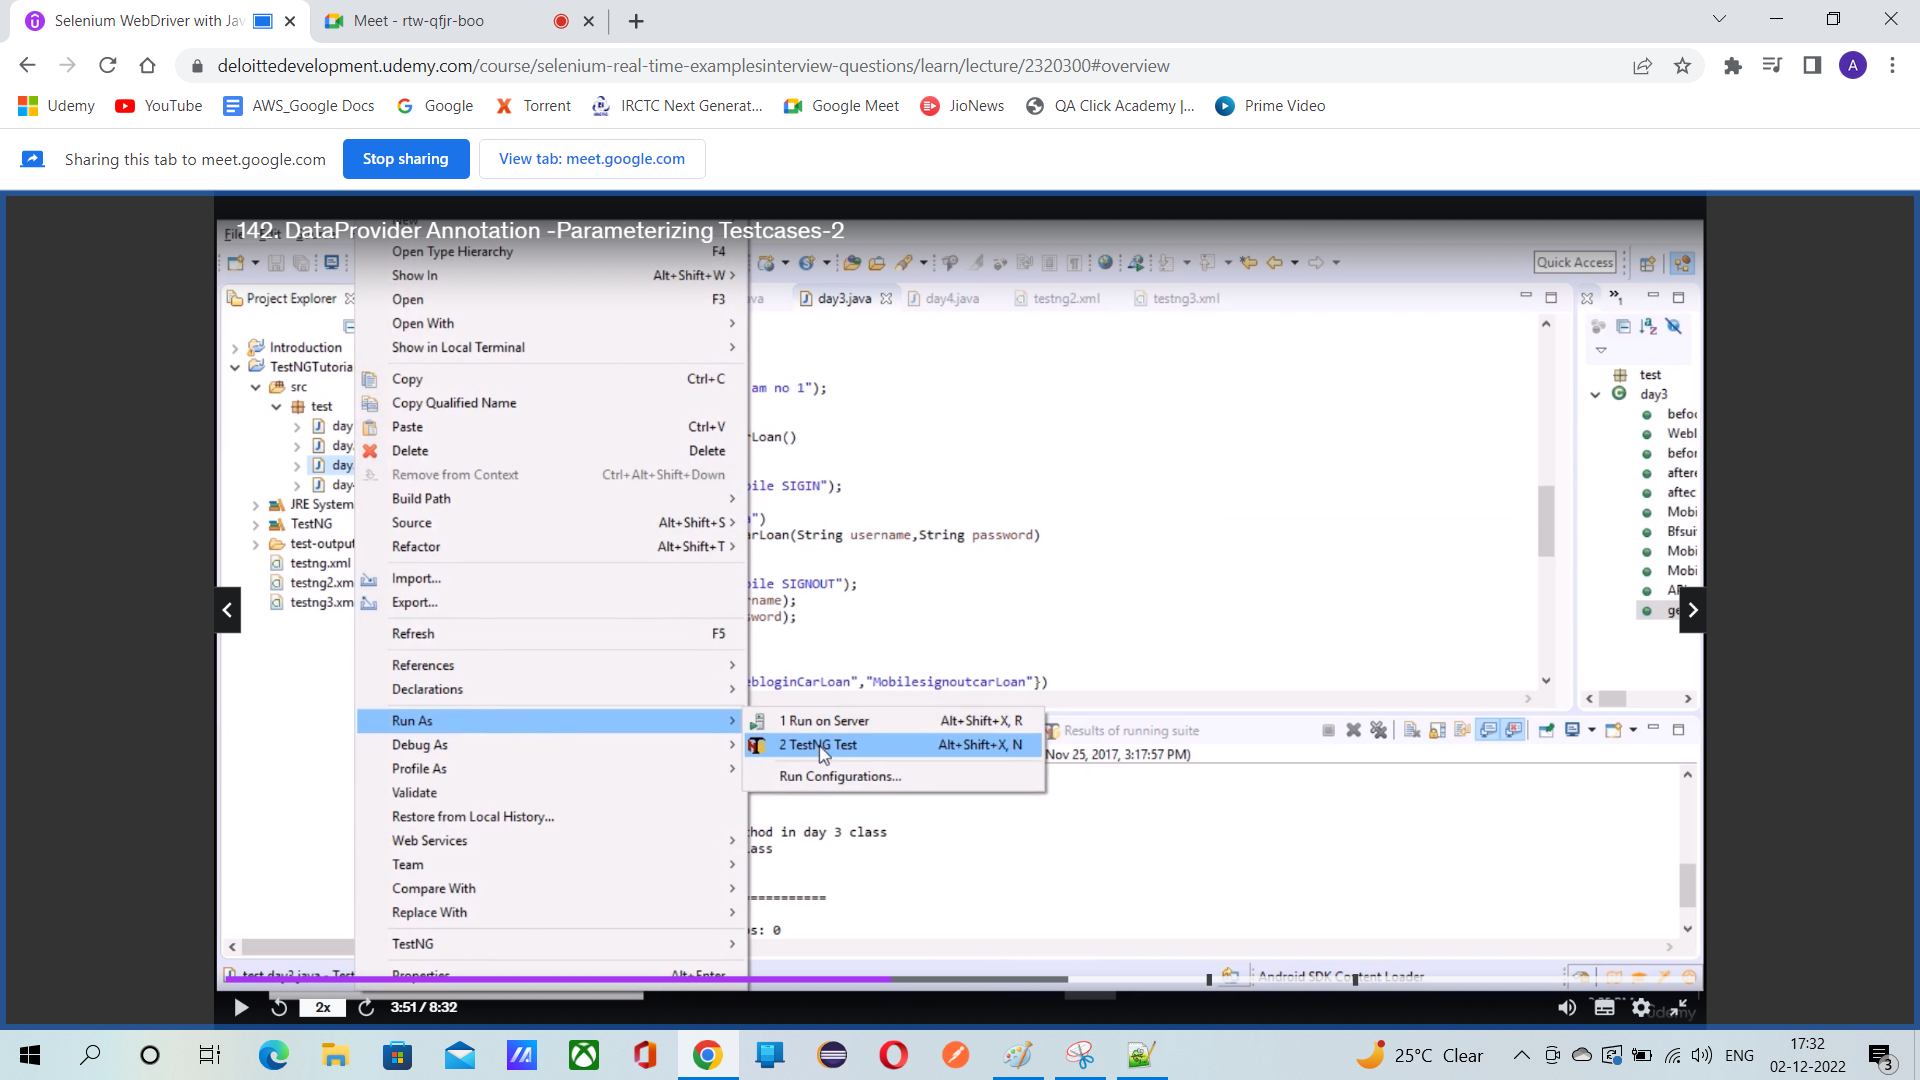 Selenium WebDriver with Jav
Meet - rtw-qfjr-boo
deloittedevelopment.udemy.com/course/selenium-real-time-examplesinterview-questions/learn/lecture/2320300#overview
A
Udemy YouTube AWS_Google Docs Google Torrent IRCTC Next Generat... Google Meet JioNews QA Click Academy |... Prime Video
Sharing this tab to meet.google.com Stop sharing View tab: meet.google.com
142. DataProvider Annotation -Parameterizing Testcases-2
Open Type Hierarchy F4
Show In Alt+Shift+W
Open F3
Open With
Show in Local Terminal
Copy Ctrl+C
Copy Qualified Name
Paste Ctrl+V
Delete Delete
Remove from Context Ctrl+Alt+Shift+Down
Build Path
Source Alt+Shift+S
Refactor Alt+Shift+T
Import...
Export...
Refresh F5
References
Declarations
Run As
Debug As
Profile As
Validate
Restore from Local History...
Web Services
Team
Compare With
Replace With
TestNG
Properties Alt+Enter
1 Run on Server Alt+Shift+X, R
2 TestNG Test Alt+Shift+X, N
Run Configurations...
Project Explorer
Introduction
TestNGTutoria
src
test
day
day
day
day
JRE System
TestNG
test-output
testng.xml
testng2.xm
testng3.xm
Quick Access
day3.java day4.java testng2.xml testng3.xml
am no 1");
Loan()
ile SIGIN");
")
rLoan(String username,String password)
ile SIGNOUT");
name);
word);
bloginCarLoan","MobilesignoutcarLoan"})
test
day3
befo
Webl
befor
after
aftec
Mobi
Bfsui
Mobi
Mobi
AP
ge
Results of running suite
Nov 25, 2017, 3:17:57 PM)
hod in day 3 class
ass
===========
s: 0
test.day3.java - Test
Android SDK Content Loader
2x 3:51 / 8:32
udemy
25°C Clear
ENG
17:32
02-12-2022
3